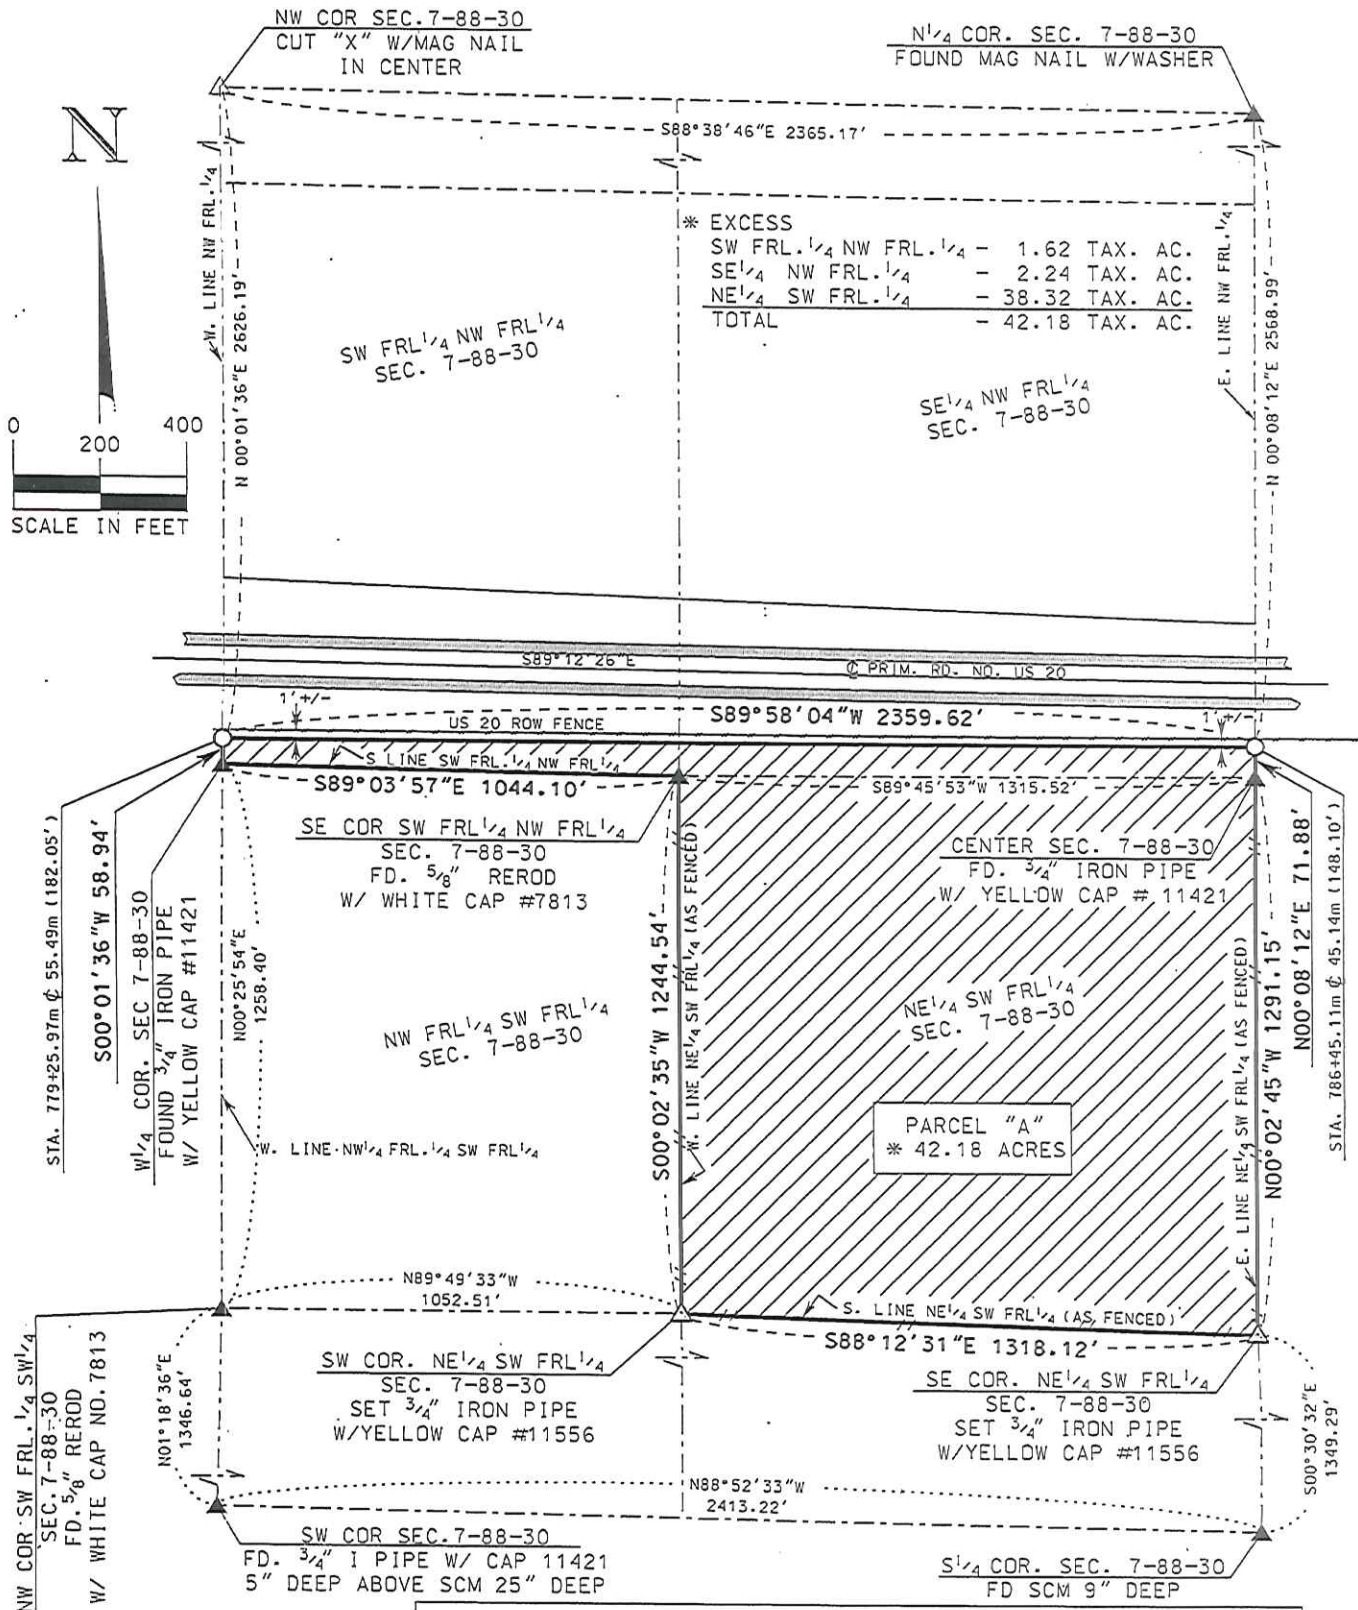 NW COR SEC.7-88-30
CUT "X" W/MAG NAIL
IN CENTER
N1/4 COR. SEC. 7-88-30
FOUND MAG NAIL W/WASHER
N
S88°38'46"E 2365.17'
W. LINE NW FRL.1/4
N 00°01'36"E 2626.19'
* EXCESS
SW FRL.1/4 NW FRL.1/4 - 1.62 TAX. AC.
SE1/4 NW FRL.1/4 - 2.24 TAX. AC.
NE1/4 SW FRL.1/4 - 38.32 TAX. AC.
TOTAL - 42.18 TAX. AC.
E. LINE NW FRL.1/4
N 00°08'12"E 2568.99'
SW FRL1/4 NW FRL1/4
SEC. 7-88-30
SE1/4 NW FRL1/4
SEC. 7-88-30
0 200 400
SCALE IN FEET
S89°12'26"E
℄ PRIM. RD. NO. US 20
1'+/-
US 20 ROW FENCE
S89°58'04"W 2359.62'
1'+/-
S LINE SW FRL.1/4 NW FRL1/4
S89°03'57"E 1044.10'
S89°45'53"W 1315.52'
SE COR SW FRL1/4 NW FRL1/4
SEC. 7-88-30
FD. 5/8" REROD
W/ WHITE CAP #7813
CENTER SEC. 7-88-30
FD. 3/4" IRON PIPE
W/ YELLOW CAP # 11421
STA. 779+25.97m ℄ 55.49m (182.05')
S00°01'36"W 58.94'
W1/4 COR. SEC 7-88-30
FOUND 3/4" IRON PIPE
W/ YELLOW CAP #11421
N00°25'54"E
1258.40'
NW FRL1/4 SW FRL1/4
SEC. 7-88-30
S00°02'35"W 1244.54'
W. LINE NE1/4 SW FRL1/4 (AS FENCED)
NE1/4 SW FRL1/4
SEC. 7-88-30
E. LINE NE1/4 SW FRL1/4 (AS FENCED)
N00°02'45"W 1291.15'
N00°08'12"E 71.88'
STA. 786+45.11m ℄ 45.14m (148.10')
PARCEL "A"
* 42.18 ACRES
W. LINE NW1/4 FRL.1/4 SW FRL1/4
N89°49'33"W
1052.51'
S. LINE NE1/4 SW FRL1/4 (AS FENCED)
S88°12'31"E 1318.12'
SW COR. NE1/4 SW FRL1/4
SEC. 7-88-30
SET 3/4" IRON PIPE
W/YELLOW CAP #11556
SE COR. NE1/4 SW FRL1/4
SEC. 7-88-30
SET 3/4" IRON PIPE
W/YELLOW CAP #11556
NW COR SW FRL.1/4 SW1/4
SEC. 7-88-30
FD. 5/8" REROD
W/ WHITE CAP NO. 7813
N01°18'36"E
1346.64'
S00°30'32"E
1349.29'
N88°52'33"W
2413.22'
SW COR SEC.7-88-30
FD. 3/4" I PIPE W/ CAP 11421
5" DEEP ABOVE SCM 25" DEEP
S1/4 COR. SEC. 7-88-30
FD SCM 9" DEEP